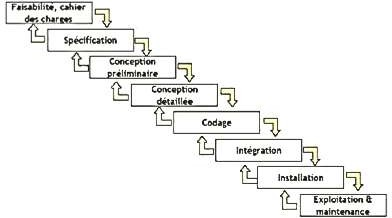 Faisabilité, cahier
des charges
Spécification
Conception
préliminaire
Conception
détaillée
Codage
Intégration
Installation
Exploitation &
maintenance